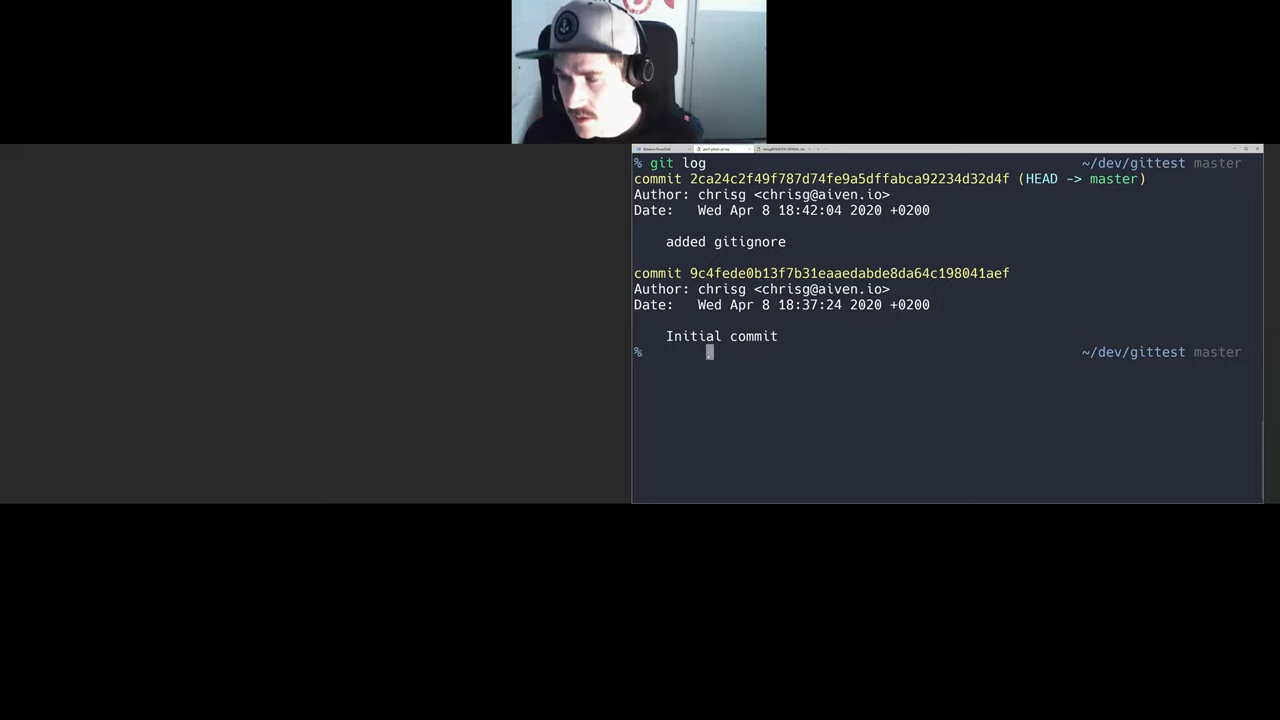 % git log ~/dev/gittest master
commit 2ca24c2f49f787d74fe9a5dffabca92234d32d4f (HEAD -> master)
Author: chrisg <chrisg@aiven.io>
Date:   Wed Apr 8 18:42:04 2020 +0200
added gitignore
commit 9c4fede0b13f7b31eaaedabde8da64c198041aef
Author: chrisg <chrisg@aiven.io>
Date:   Wed Apr 8 18:37:24 2020 +0200
Initial commit
% . ~/dev/gittest master